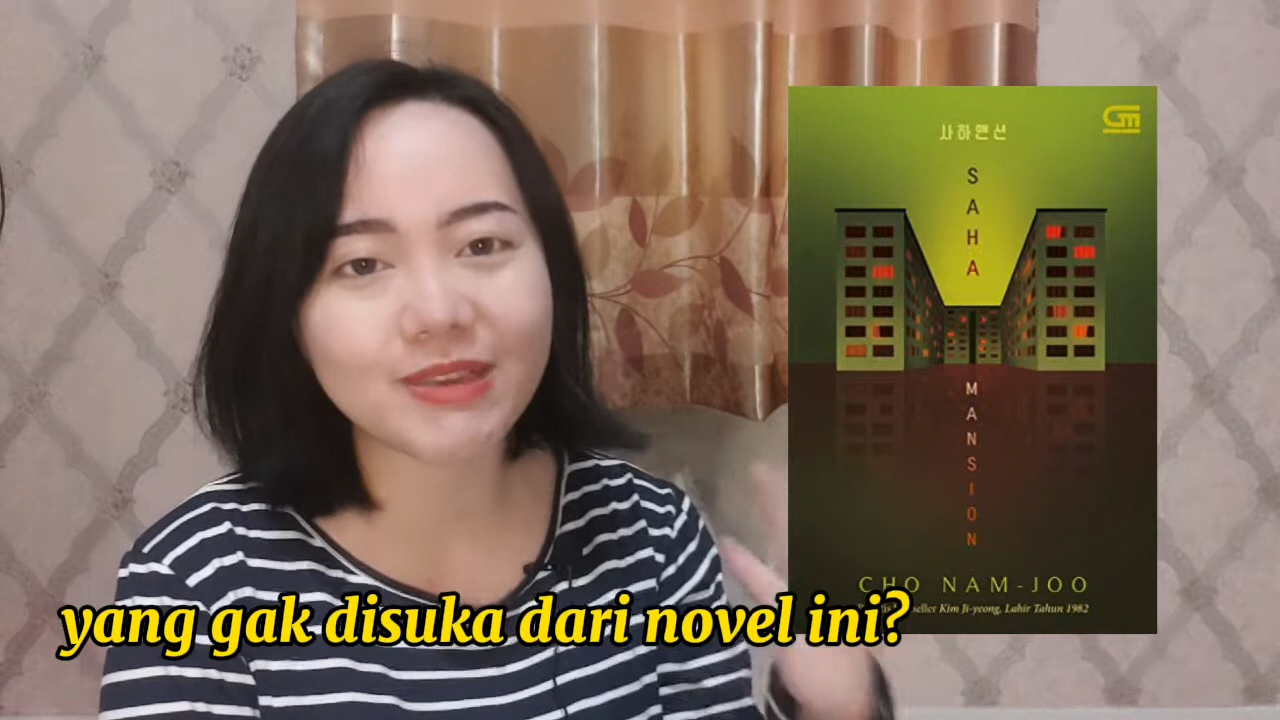 사하맨션
SAHA
MANSION
CHO NAM-JOO
seller Kim Ji-yeong, Lahir Tahun 1982
yang gak disuka dari novel ini?